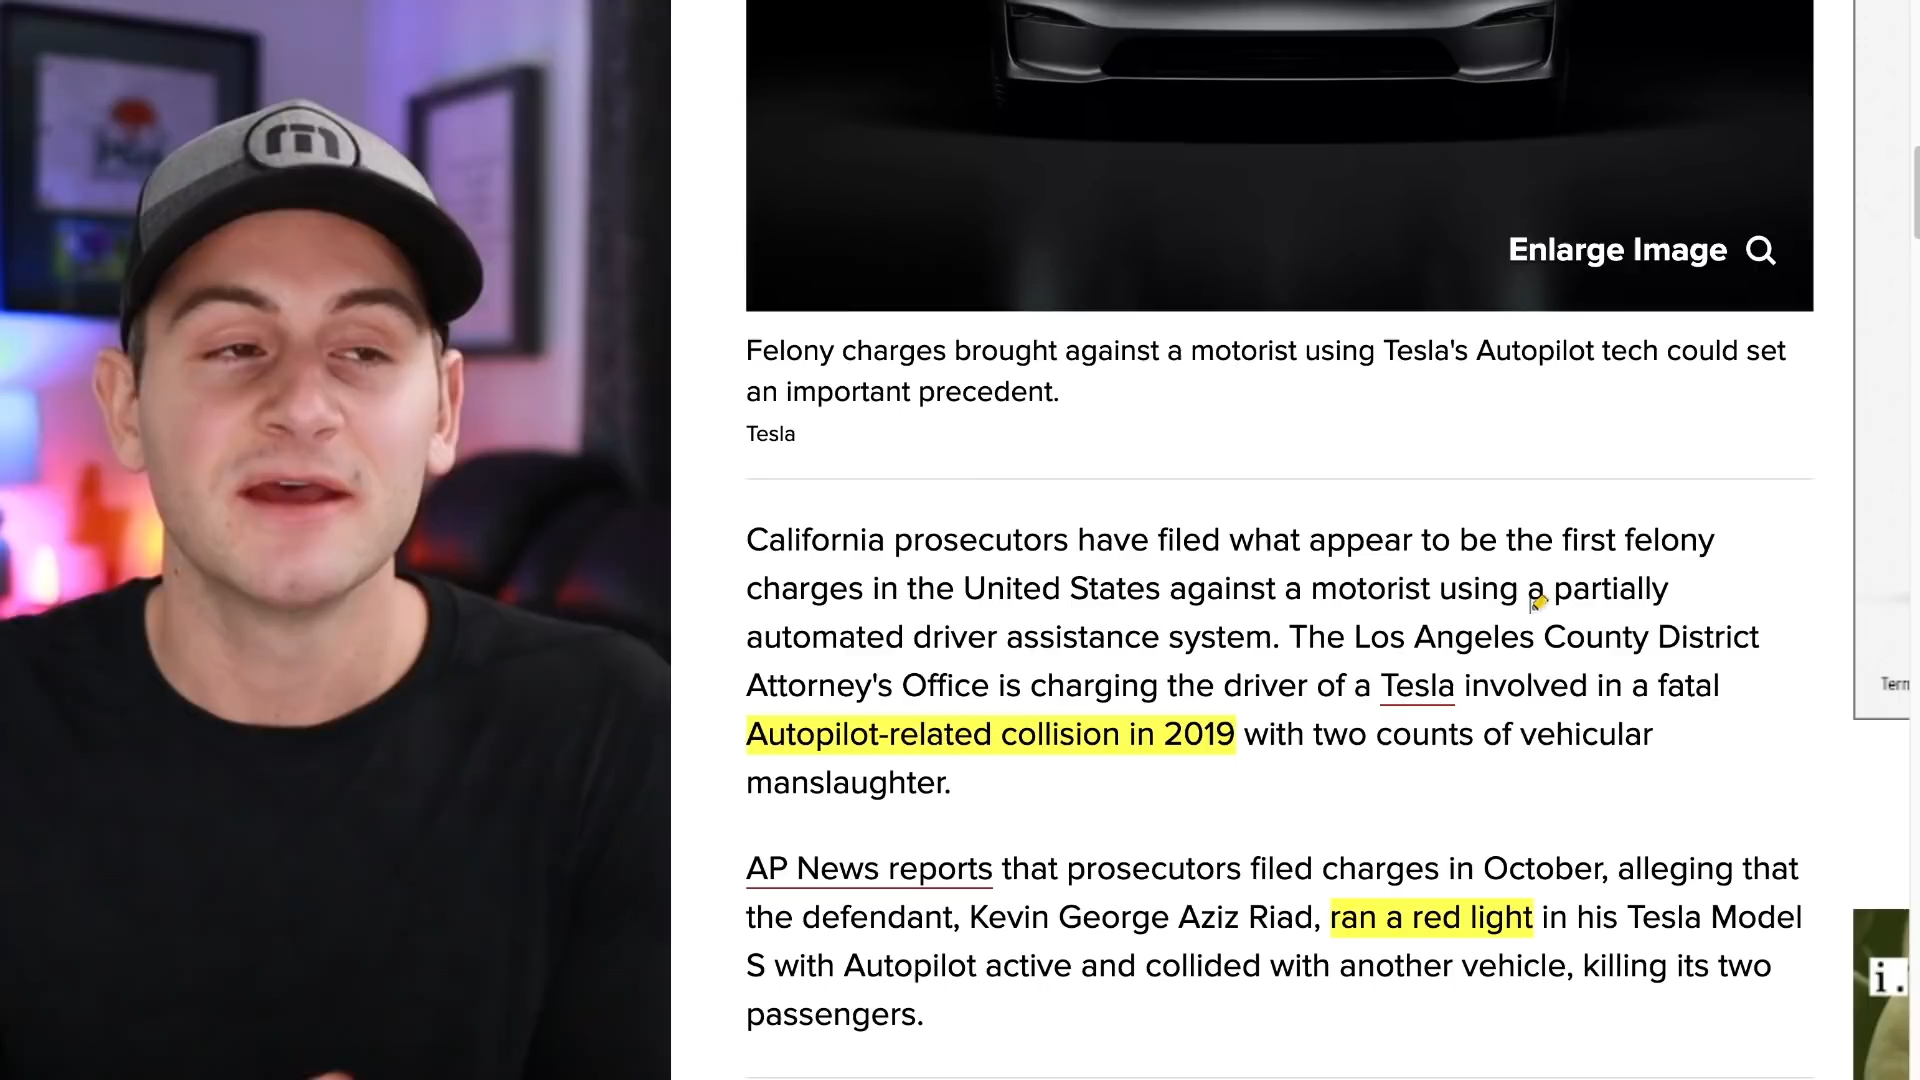 Enlarge Image
Felony charges brought against a motorist using Tesla's Autopilot tech could set
an important precedent.
Tesla
California prosecutors have filed what appear to be the first felony
charges in the United States against a motorist using a partially
automated driver assistance system. The Los Angeles County District
Attorney's Office is charging the driver of a Tesla involved in a fatal
Autopilot-related collision in 2019 with two counts of vehicular
manslaughter.
AP News reports that prosecutors filed charges in October, alleging that
the defendant, Kevin George Aziz Riad, ran a red light in his Tesla Model
S with Autopilot active and collided with another vehicle, killing its two
passengers.
i.